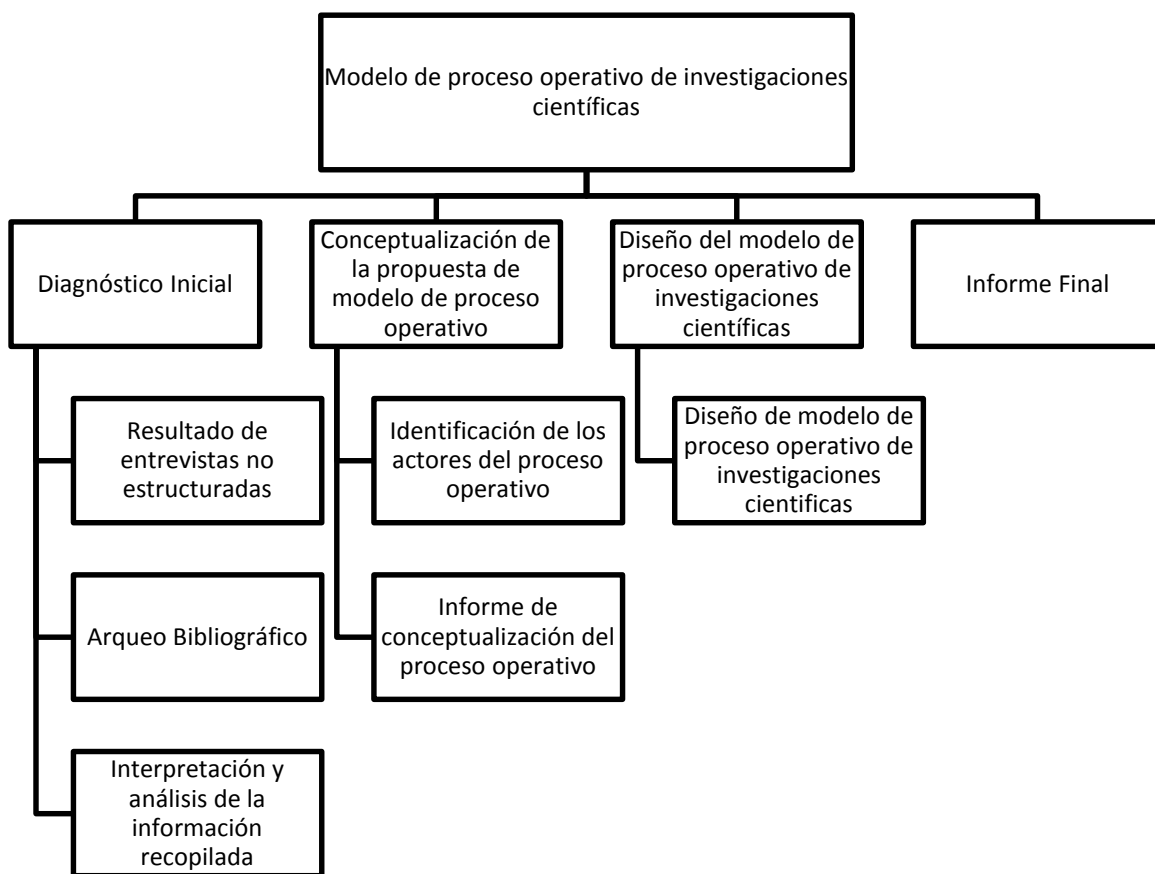 Modelo de proceso operativo de investigaciones
científicas
Diagnóstico Inicial
Conceptualización de
la propuesta de
modelo de proceso
operativo
Diseño del modelo de
proceso operativo de
investigaciones
científicas
Informe Final
Resultado de
entrevistas no
estructuradas
Arqueo Bibliográfico
Interpretación y
análisis de la
información
recopilada
Identificación de los
actores del proceso
operativo
Informe de
conceptualización del
proceso operativo
Diseño de modelo de
proceso operativo de
investigaciones
cientificas